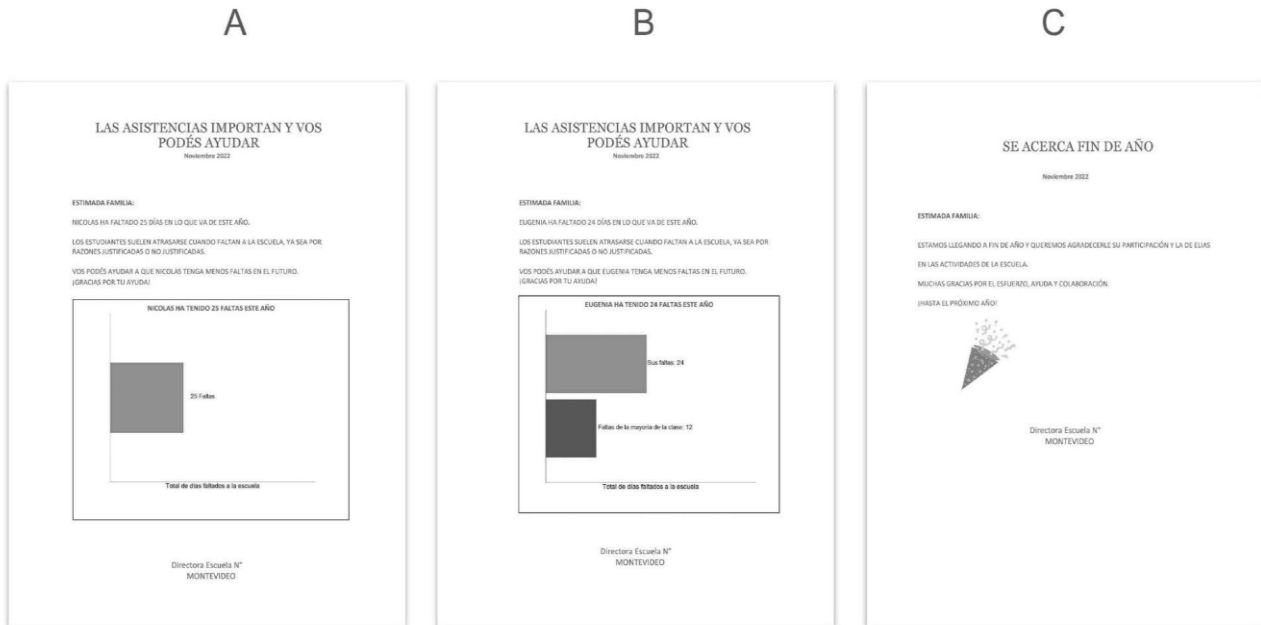 A
LAS ASISTENCIAS IMPORTAN Y VOS
PODÉS AYUDAR
Noviembre 2022
ESTIMADA FAMILIA:
NICOLAS HA FALTADO 25 DÍAS EN LO QUE VA DE ESTE AÑO.
LOS ESTUDIANTES SUELEN ATRASARSE CUANDO FALTAN A LA ESCUELA, YA SEA POR
RAZONES JUSTIFICADAS O NO JUSTIFICADAS.
VOS PODÉS AYUDAR A QUE NICOLAS TENGA MENOS FALTAS EN EL FUTURO.
¡GRACIAS POR TU AYUDA!
NICOLAS HA TENIDO 25 FALTAS ESTE AÑO
25 Faltas
Total de días faltados a la escuela
Directora Escuela N°
MONTEVIDEO
B
LAS ASISTENCIAS IMPORTAN Y VOS
PODÉS AYUDAR
Noviembre 2022
ESTIMADA FAMILIA:
EUGENIA HA FALTADO 24 DÍAS EN LO QUE VA DE ESTE AÑO.
LOS ESTUDIANTES SUELEN ATRASARSE CUANDO FALTAN A LA ESCUELA, YA SEA POR
RAZONES JUSTIFICADAS O NO JUSTIFICADAS.
VOS PODÉS AYUDAR A QUE EUGENIA TENGA MENOS FALTAS EN EL FUTURO.
¡GRACIAS POR TU AYUDA!
EUGENIA HA TENIDO 24 FALTAS ESTE AÑO
Sus faltas: 24
Faltas de la mayoría de la clase: 12
Total de días faltados a la escuela
Directora Escuela N°
MONTEVIDEO
C
SE ACERCA FIN DE AÑO
Noviembre 2022
ESTIMADA FAMILIA:
ESTAMOS LLEGANDO A FIN DE AÑO Y QUEREMOS AGRADECERLE SU PARTICIPACIÓN Y LA DE ELIAS
EN LAS ACTIVIDADES DE LA ESCUELA.
MUCHAS GRACIAS POR EL ESFUERZO, AYUDA Y COLABORACIÓN.
¡HASTA EL PRÓXIMO AÑO!
Directora Escuela N°
MONTEVIDEO